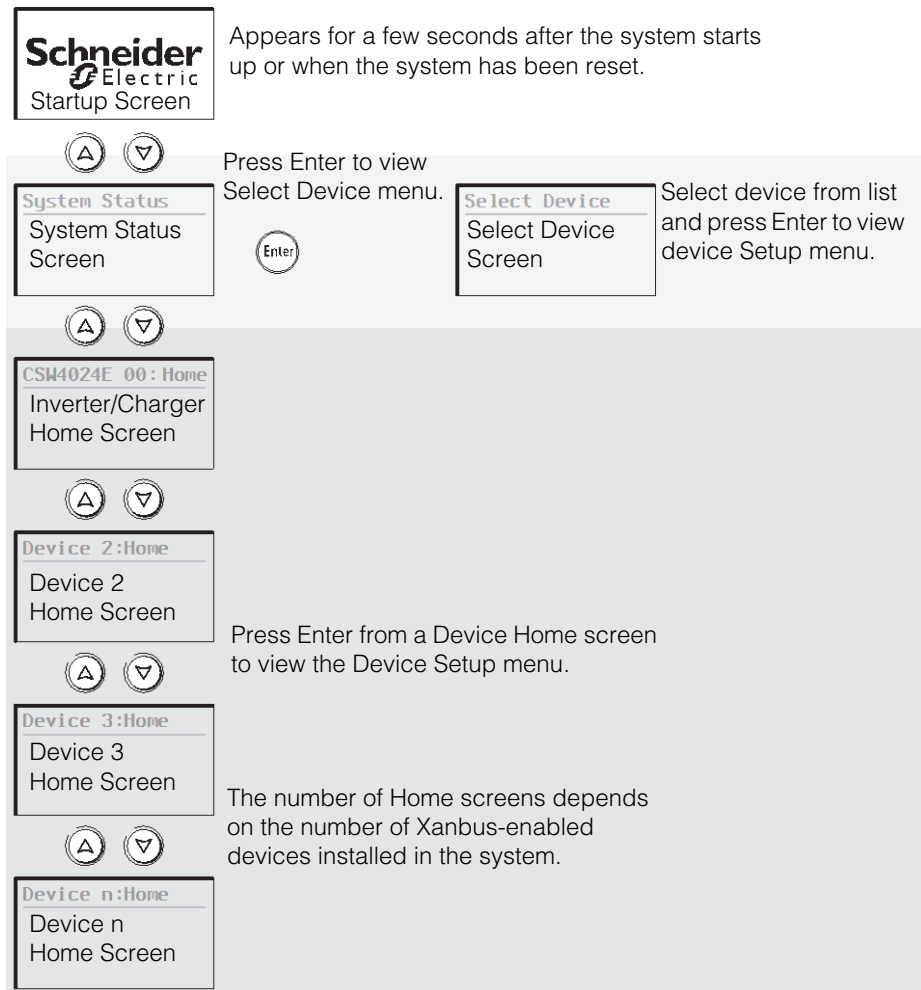 Schneider
Electric
Startup Screen
Appears for a few seconds after the system starts
up or when the system has been reset.
Press Enter to view
Select Device menu.
System Status
System Status
Screen
Enter
Select Device
Select Device
Screen
Select device from list
and press Enter to view
device Setup menu.
CSW4024E 00:Home
Inverter/Charger
Home Screen
Device 2:Home
Device 2
Home Screen
Press Enter from a Device Home screen
to view the Device Setup menu.
Device 3:Home
Device 3
Home Screen
The number of Home screens depends
on the number of Xanbus-enabled
devices installed in the system.
Device n:Home
Device n
Home Screen